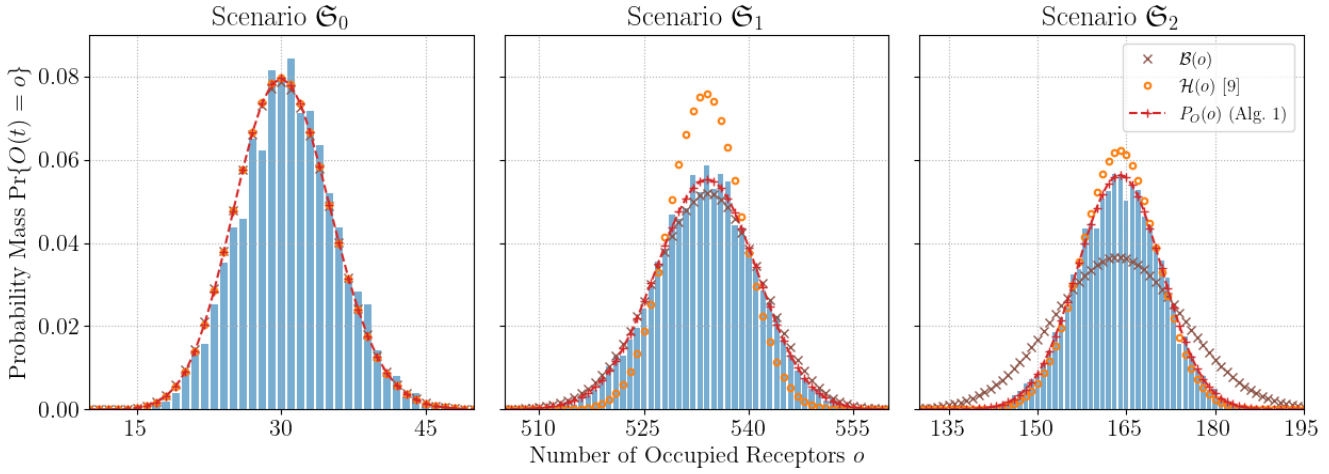 Scenario 𝔖₀
Scenario 𝔖₁
Scenario 𝔖₂
Probability Mass Pr{O(t) = o}
0.08
0.06
0.04
0.02
0.00
15 30 45
510 525 540 555
135 150 165 180 195
ℬ(o)
ℋ(o) [9]
P_O(o) (Alg. 1)
Number of Occupied Receptors o